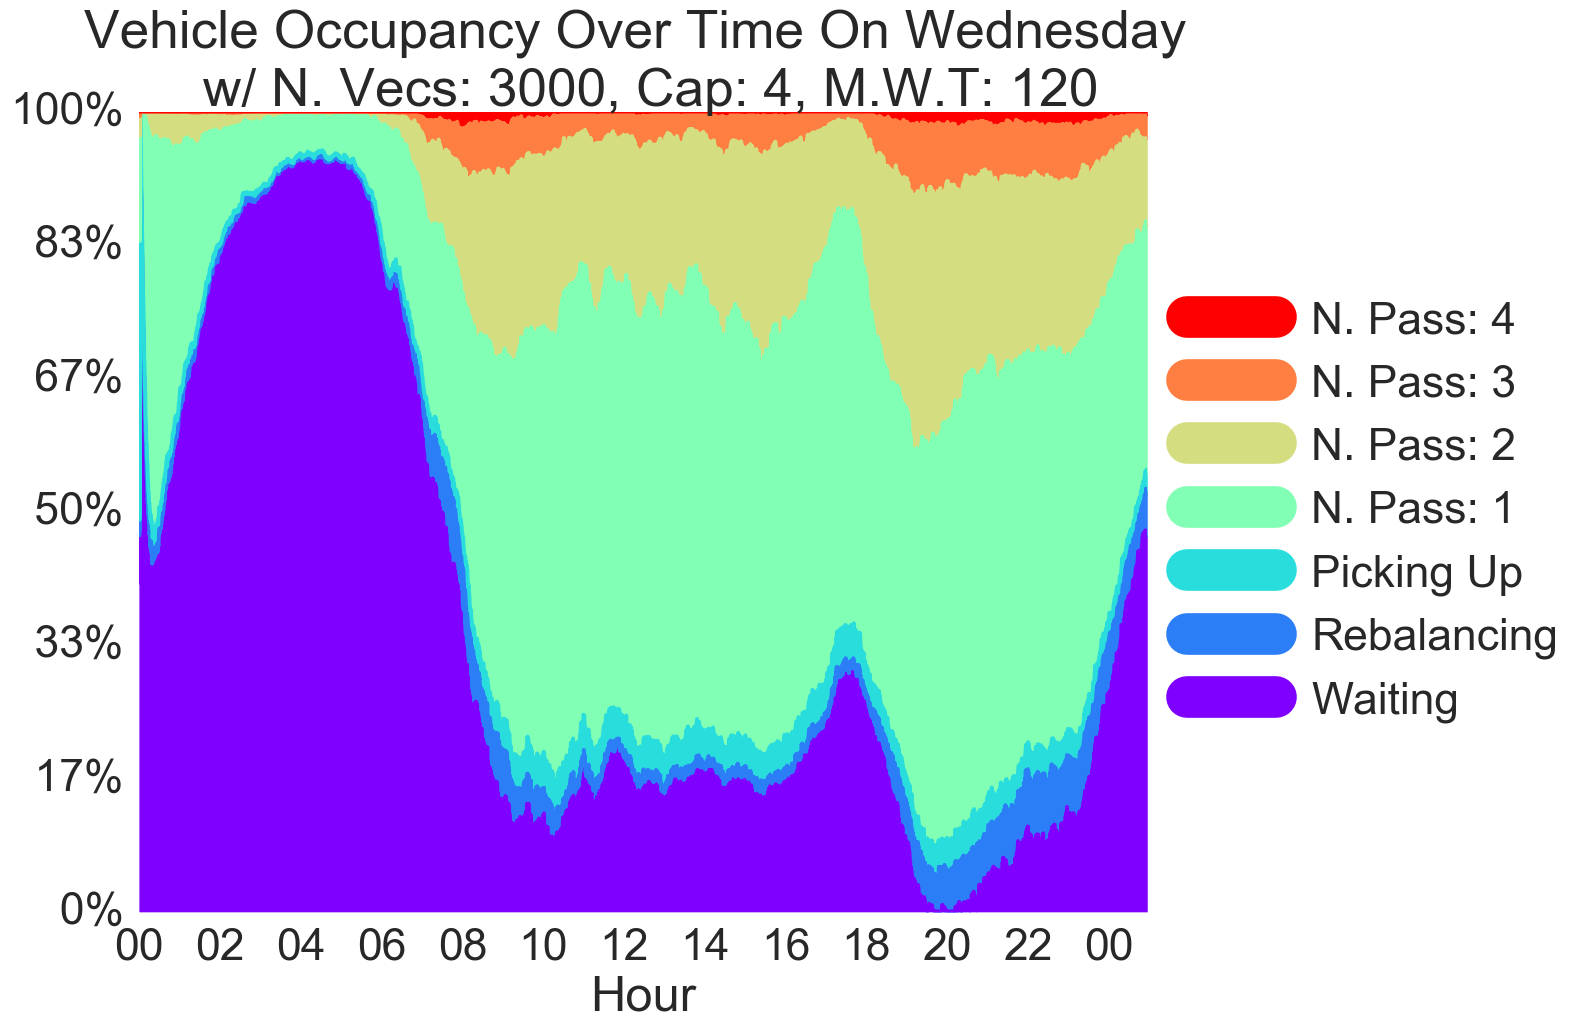 Vehicle Occupancy Over Time On Wednesday
w/ N. Vecs: 3000, Cap: 4, M.W.T: 120
100%
83%
67%
50%
33%
17%
0%
00 02 04 06 08 10 12 14 16 18 20 22 00
Hour
N. Pass: 4
N. Pass: 3
N. Pass: 2
N. Pass: 1
Picking Up
Rebalancing
Waiting